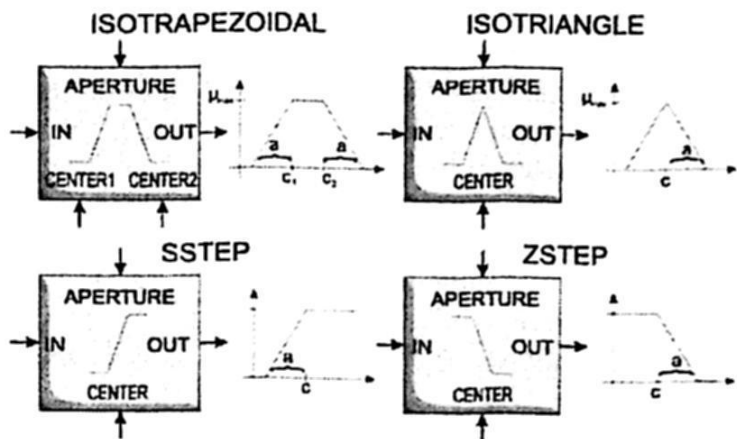 ISOTRAPEZOIDAL
APERTURE
IN OUT
CENTER1 CENTER2
a a
c₁ c₂
ISOTRIANGLE
APERTURE
IN OUT
CENTER
a
c
SSTEP
APERTURE
IN OUT
CENTER
a
c
ZSTEP
APERTURE
IN OUT
CENTER
a
c